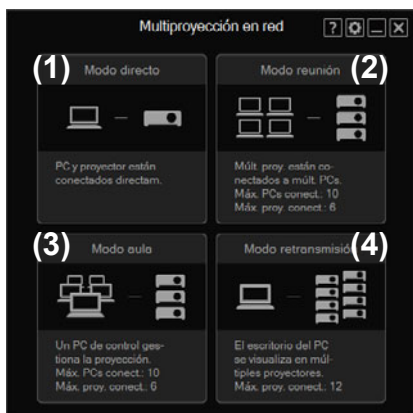 Multiproyección en red
?
(1)
Modo directo
PC y proyector están
conectados directam.
Modo reunión
(2)
Múlt. proy. están co-
nectados a múlt. PCs.
Máx. PCs conect.: 10
Máx. proy. conect.: 6
(3)
Modo aula
Un PC de control ges-
tiona la proyección.
Máx. PCs conect.: 10
Máx. proy. conect.: 6
Modo retransmisión
(4)
El escritorio del PC
se visualiza en múl-
tiples proyectores.
Máx. proy. conect.: 12